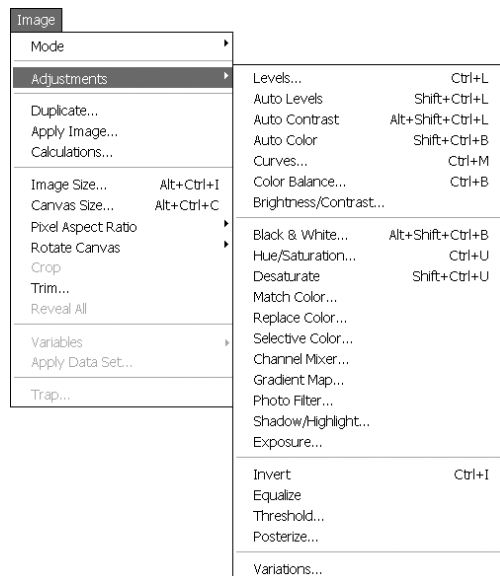 Image
Mode
Adjustments
Duplicate...
Apply Image...
Calculations...
Image Size... Alt+Ctrl+I
Canvas Size... Alt+Ctrl+C
Pixel Aspect Ratio
Rotate Canvas
Crop
Trim...
Reveal All
Variables
Apply Data Set...
Trap...
Levels... Ctrl+L
Auto Levels Shift+Ctrl+L
Auto Contrast Alt+Shift+Ctrl+L
Auto Color Shift+Ctrl+B
Curves... Ctrl+M
Color Balance... Ctrl+B
Brightness/Contrast...
Black & White... Alt+Shift+Ctrl+B
Hue/Saturation... Ctrl+U
Desaturate Shift+Ctrl+U
Match Color...
Replace Color...
Selective Color...
Channel Mixer...
Gradient Map...
Photo Filter...
Shadow/Highlight...
Exposure...
Invert Ctrl+I
Equalize
Threshold...
Posterize...
Variations...